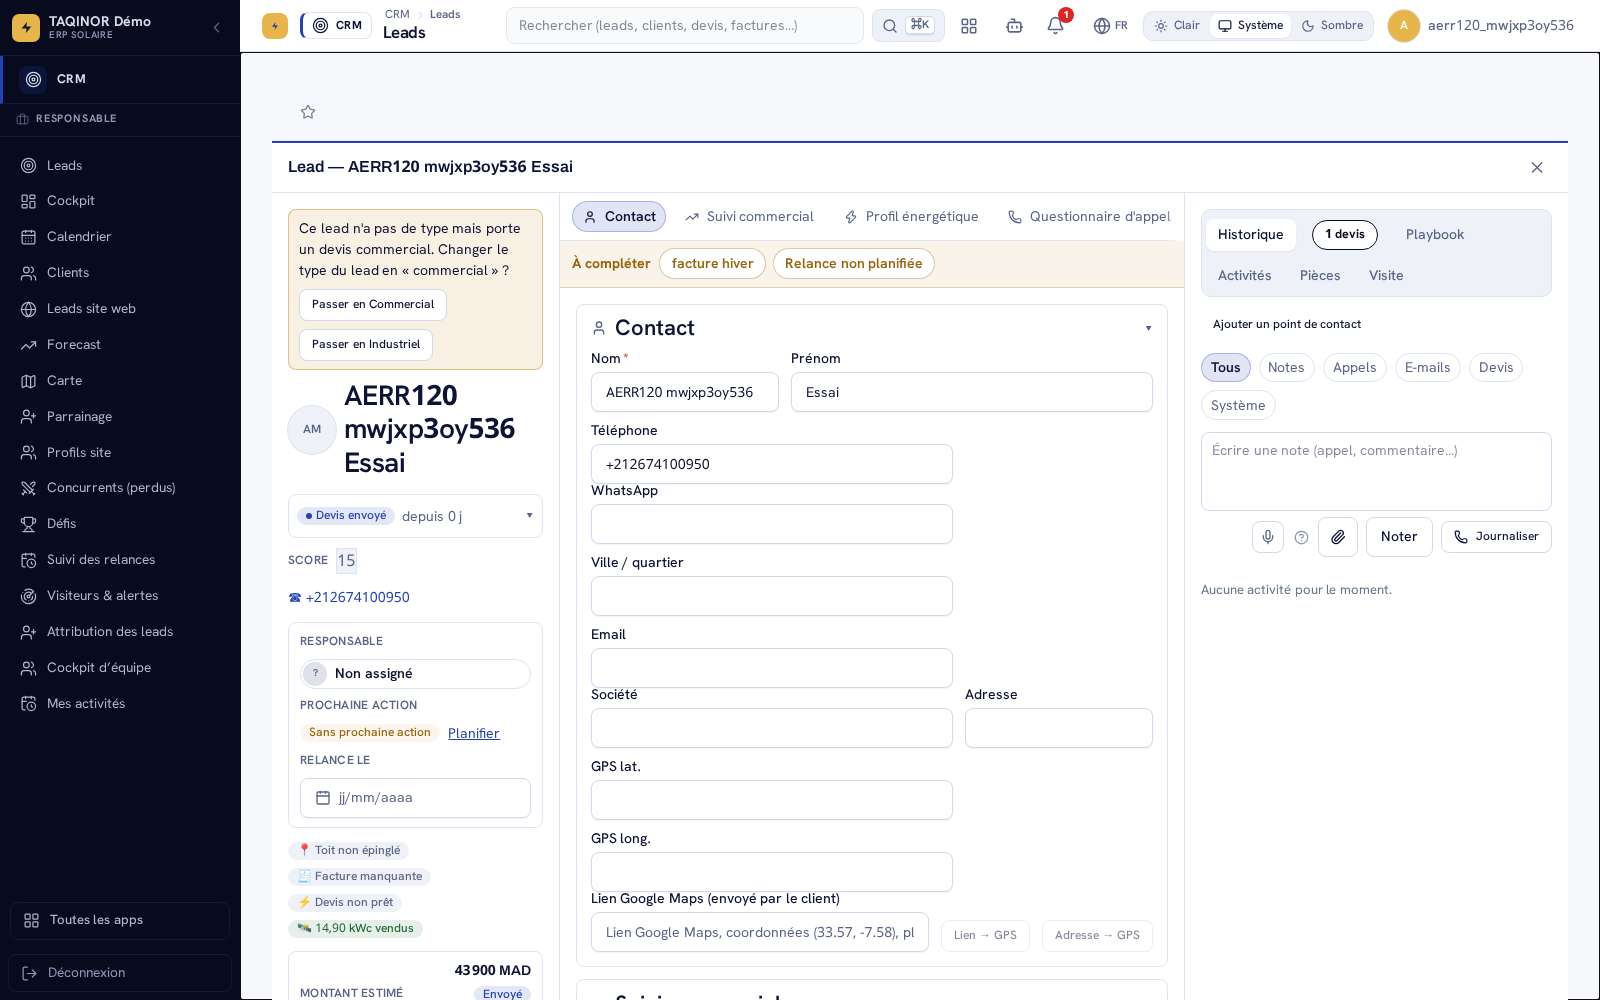 TAQINOR Démo
ERP SOLAIRE
CRM
RESPONSABLE
Leads
Cockpit
Calendrier
Clients
Leads site web
Forecast
Carte
Parrainage
Profils site
Concurrents (perdus)
Défis
Suivi des relances
Visiteurs & alertes
Attribution des leads
Cockpit d’équipe
Mes activités
Toutes les apps
Déconnexion
CRM
CRM > Leads
Leads
Rechercher (leads, clients, devis, factures...)
⌘K
1
FR
Clair
Système
Sombre
A
aerr120_mwjxp3oy536
Lead — AERR120 mwjxp3oy536 Essai
Ce lead n'a pas de type mais porte
un devis commercial. Changer le
type du lead en « commercial » ?
Passer en Commercial
Passer en Industriel
AM
AERR120
mwjxp3oy536
Essai
Devis envoyé depuis 0 j
SCORE 15
☎ +212674100950
RESPONSABLE
? Non assigné
PROCHAINE ACTION
Sans prochaine action Planifier
RELANCE LE
jj/mm/aaaa
📍 Toit non épinglé
🧾 Facture manquante
⚡ Devis non prêt
🛰️ 14,90 kWc vendus
43 900 MAD
MONTANT ESTIMÉ Envoyé
Contact
Suivi commercial
Profil énergétique
Questionnaire d'appel
À compléter facture hiver Relance non planifiée
Contact
Nom * Prénom
AERR120 mwjxp3oy536 Essai
Téléphone
+212674100950
WhatsApp
Ville / quartier
Email
Société Adresse
GPS lat.
GPS long.
Lien Google Maps (envoyé par le client)
Lien Google Maps, coordonnées (33.57, -7.58), pl
Lien → GPS
Adresse → GPS
Historique 1 devis Playbook
Activités Pièces Visite
Ajouter un point de contact
Tous Notes Appels E-mails Devis
Système
Écrire une note (appel, commentaire...)
Noter
Journaliser
Aucune activité pour le moment.